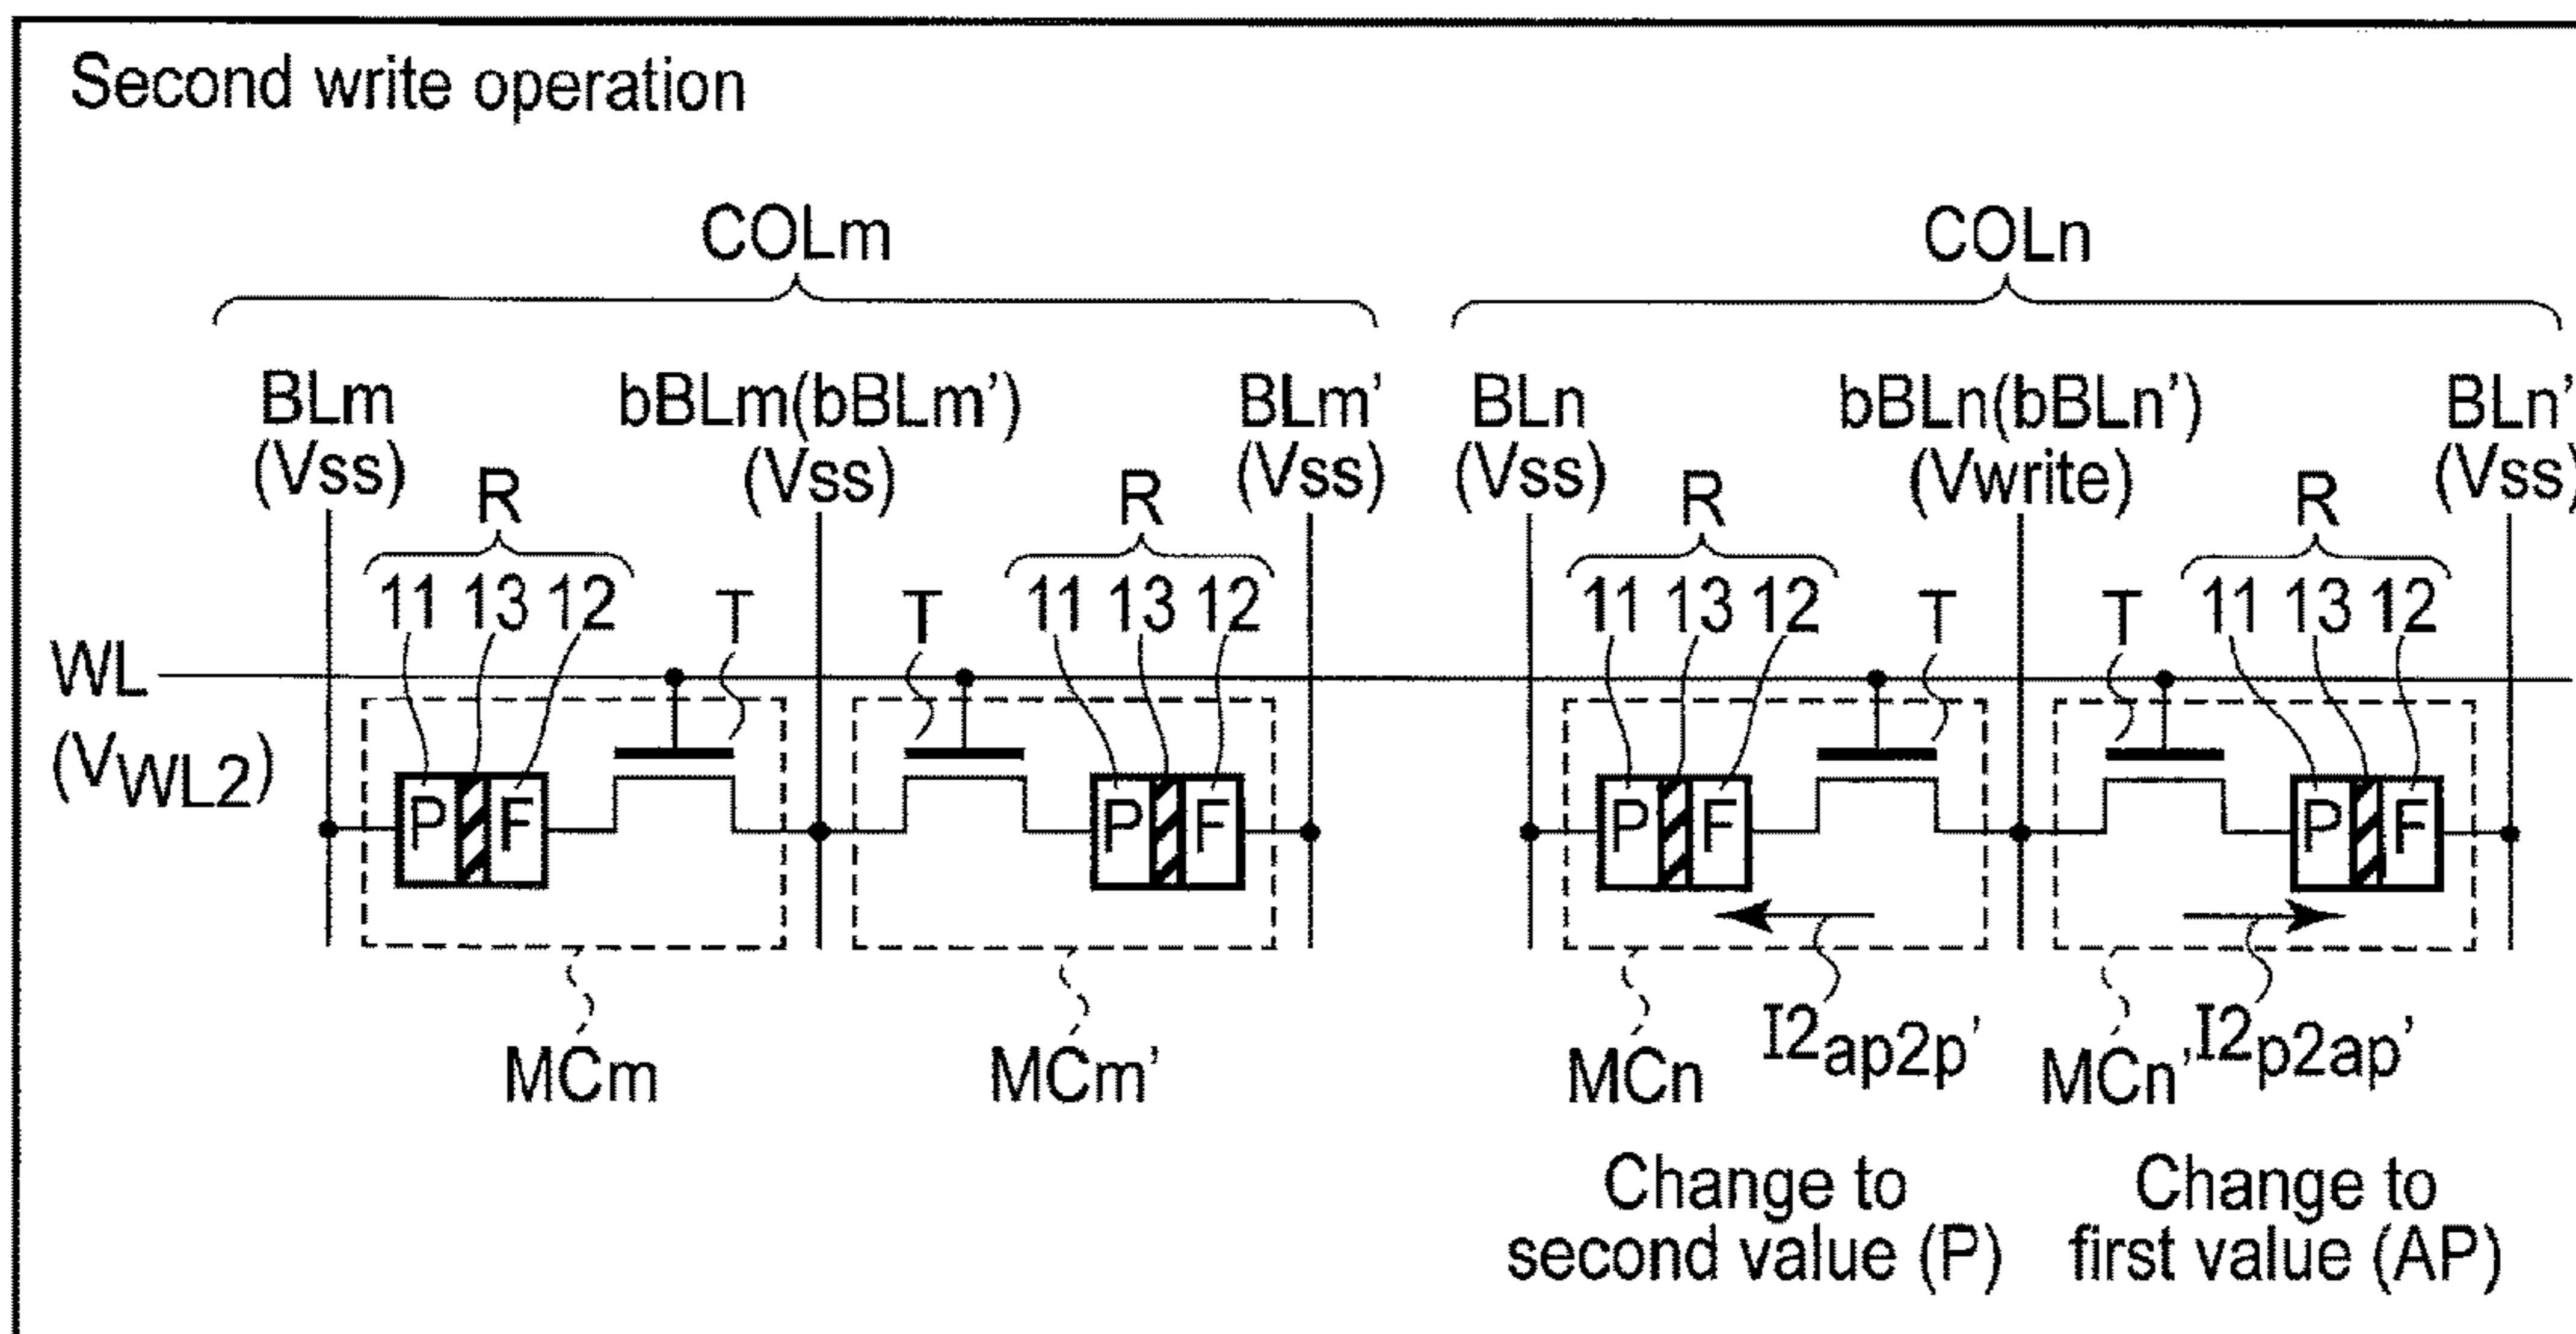 Second write operation
COLm COLn
BLm bBLm(bBLm') BLm' BLn bBLn(bBLn') BLn'
(Vss) (Vss) (Vss) (Vss) (Vwrite) (Vss)
R R R R
11 13 12 T T 11 13 12 11 13 12 T T 11 13 12
WL
(VWL2)
P F P F P F P F
MCm MCm' MCn I2ap2p' MCn' I2p2ap'
Change to Change to
second value (P) first value (AP)